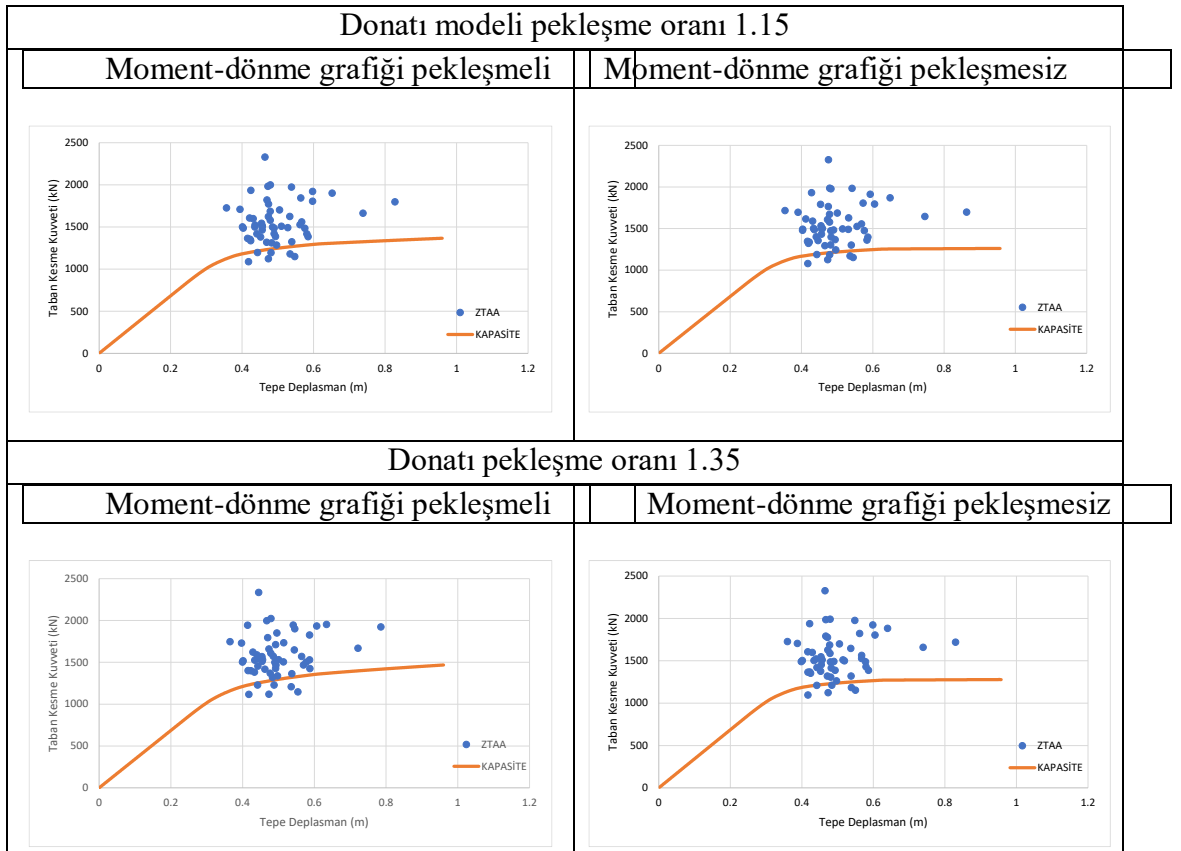 Donatı modeli pekleşme oranı 1.15
Moment-dönme grafiği pekleşmeli
Moment-dönme grafiği pekleşmesiz
2500
2000
1500
1000
500
0
Taban Kesme Kuvveti (kN)
ZTAA
KAPASİTE
0 0.2 0.4 0.6 0.8 1 1.2
Tepe Deplasman (m)
2500
2000
1500
1000
500
0
Taban Kesme Kuvveti (kN)
ZTAA
KAPASİTE
0 0.2 0.4 0.6 0.8 1 1.2
Tepe Deplasman (m)
Donatı pekleşme oranı 1.35
Moment-dönme grafiği pekleşmeli
Moment-dönme grafiği pekleşmesiz
2500
2000
1500
1000
500
0
Taban Kesme Kuvveti (kN)
ZTAA
KAPASİTE
0 0.2 0.4 0.6 0.8 1 1.2
Tepe Deplasman (m)
2500
2000
1500
1000
500
0
Taban Kesme Kuvveti (kN)
ZTAA
KAPASİTE
0 0.2 0.4 0.6 0.8 1 1.2
Tepe Deplasman (m)